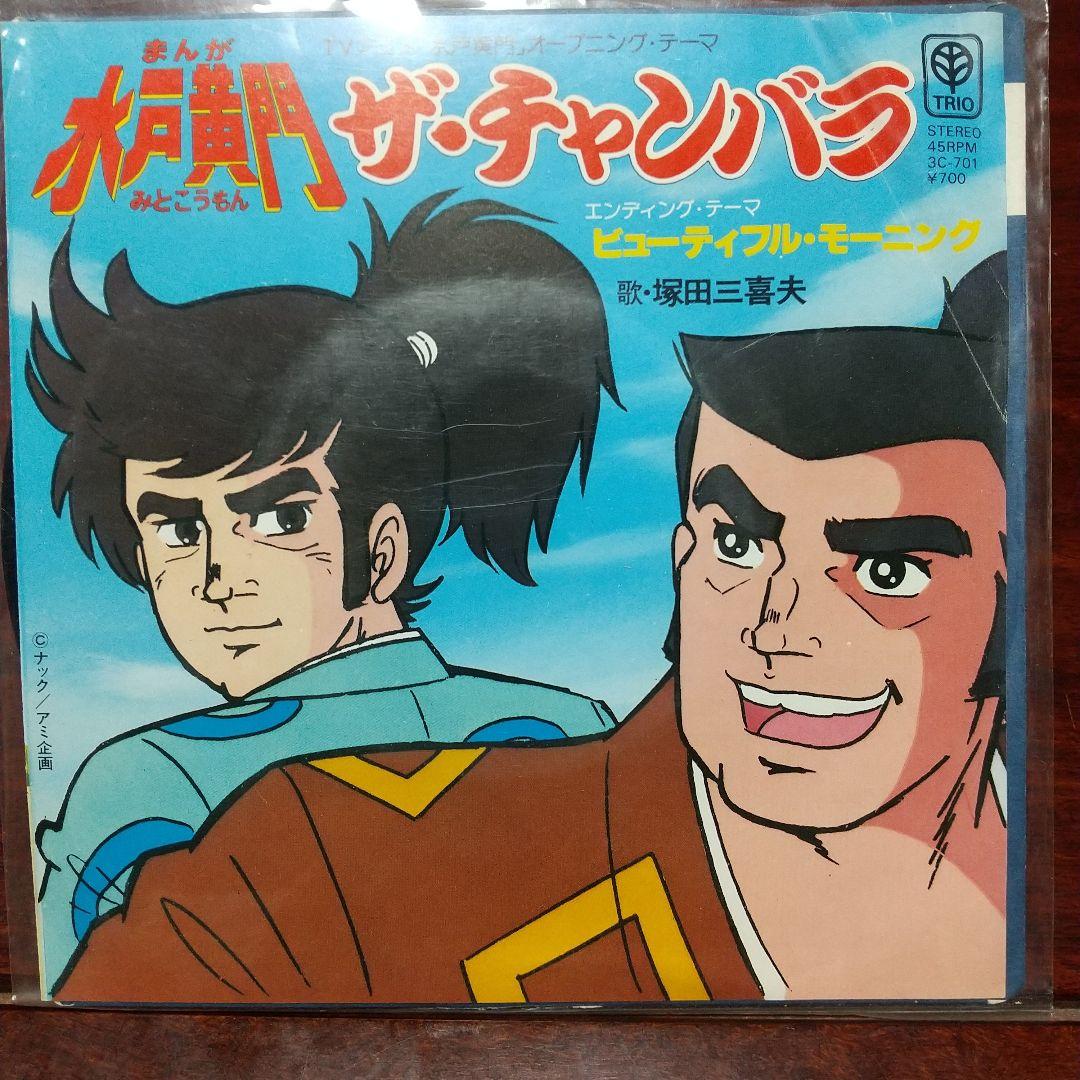 オープニング・テーマ
まんが
水戸黄門
みとこうもん
ザ・チャンバラ
エンディング・テーマ
ビューティフル・モーニング
歌・塚田三喜夫
TRIO
STEREO
45RPM
3C-701
¥700
©ナック/アミ企画